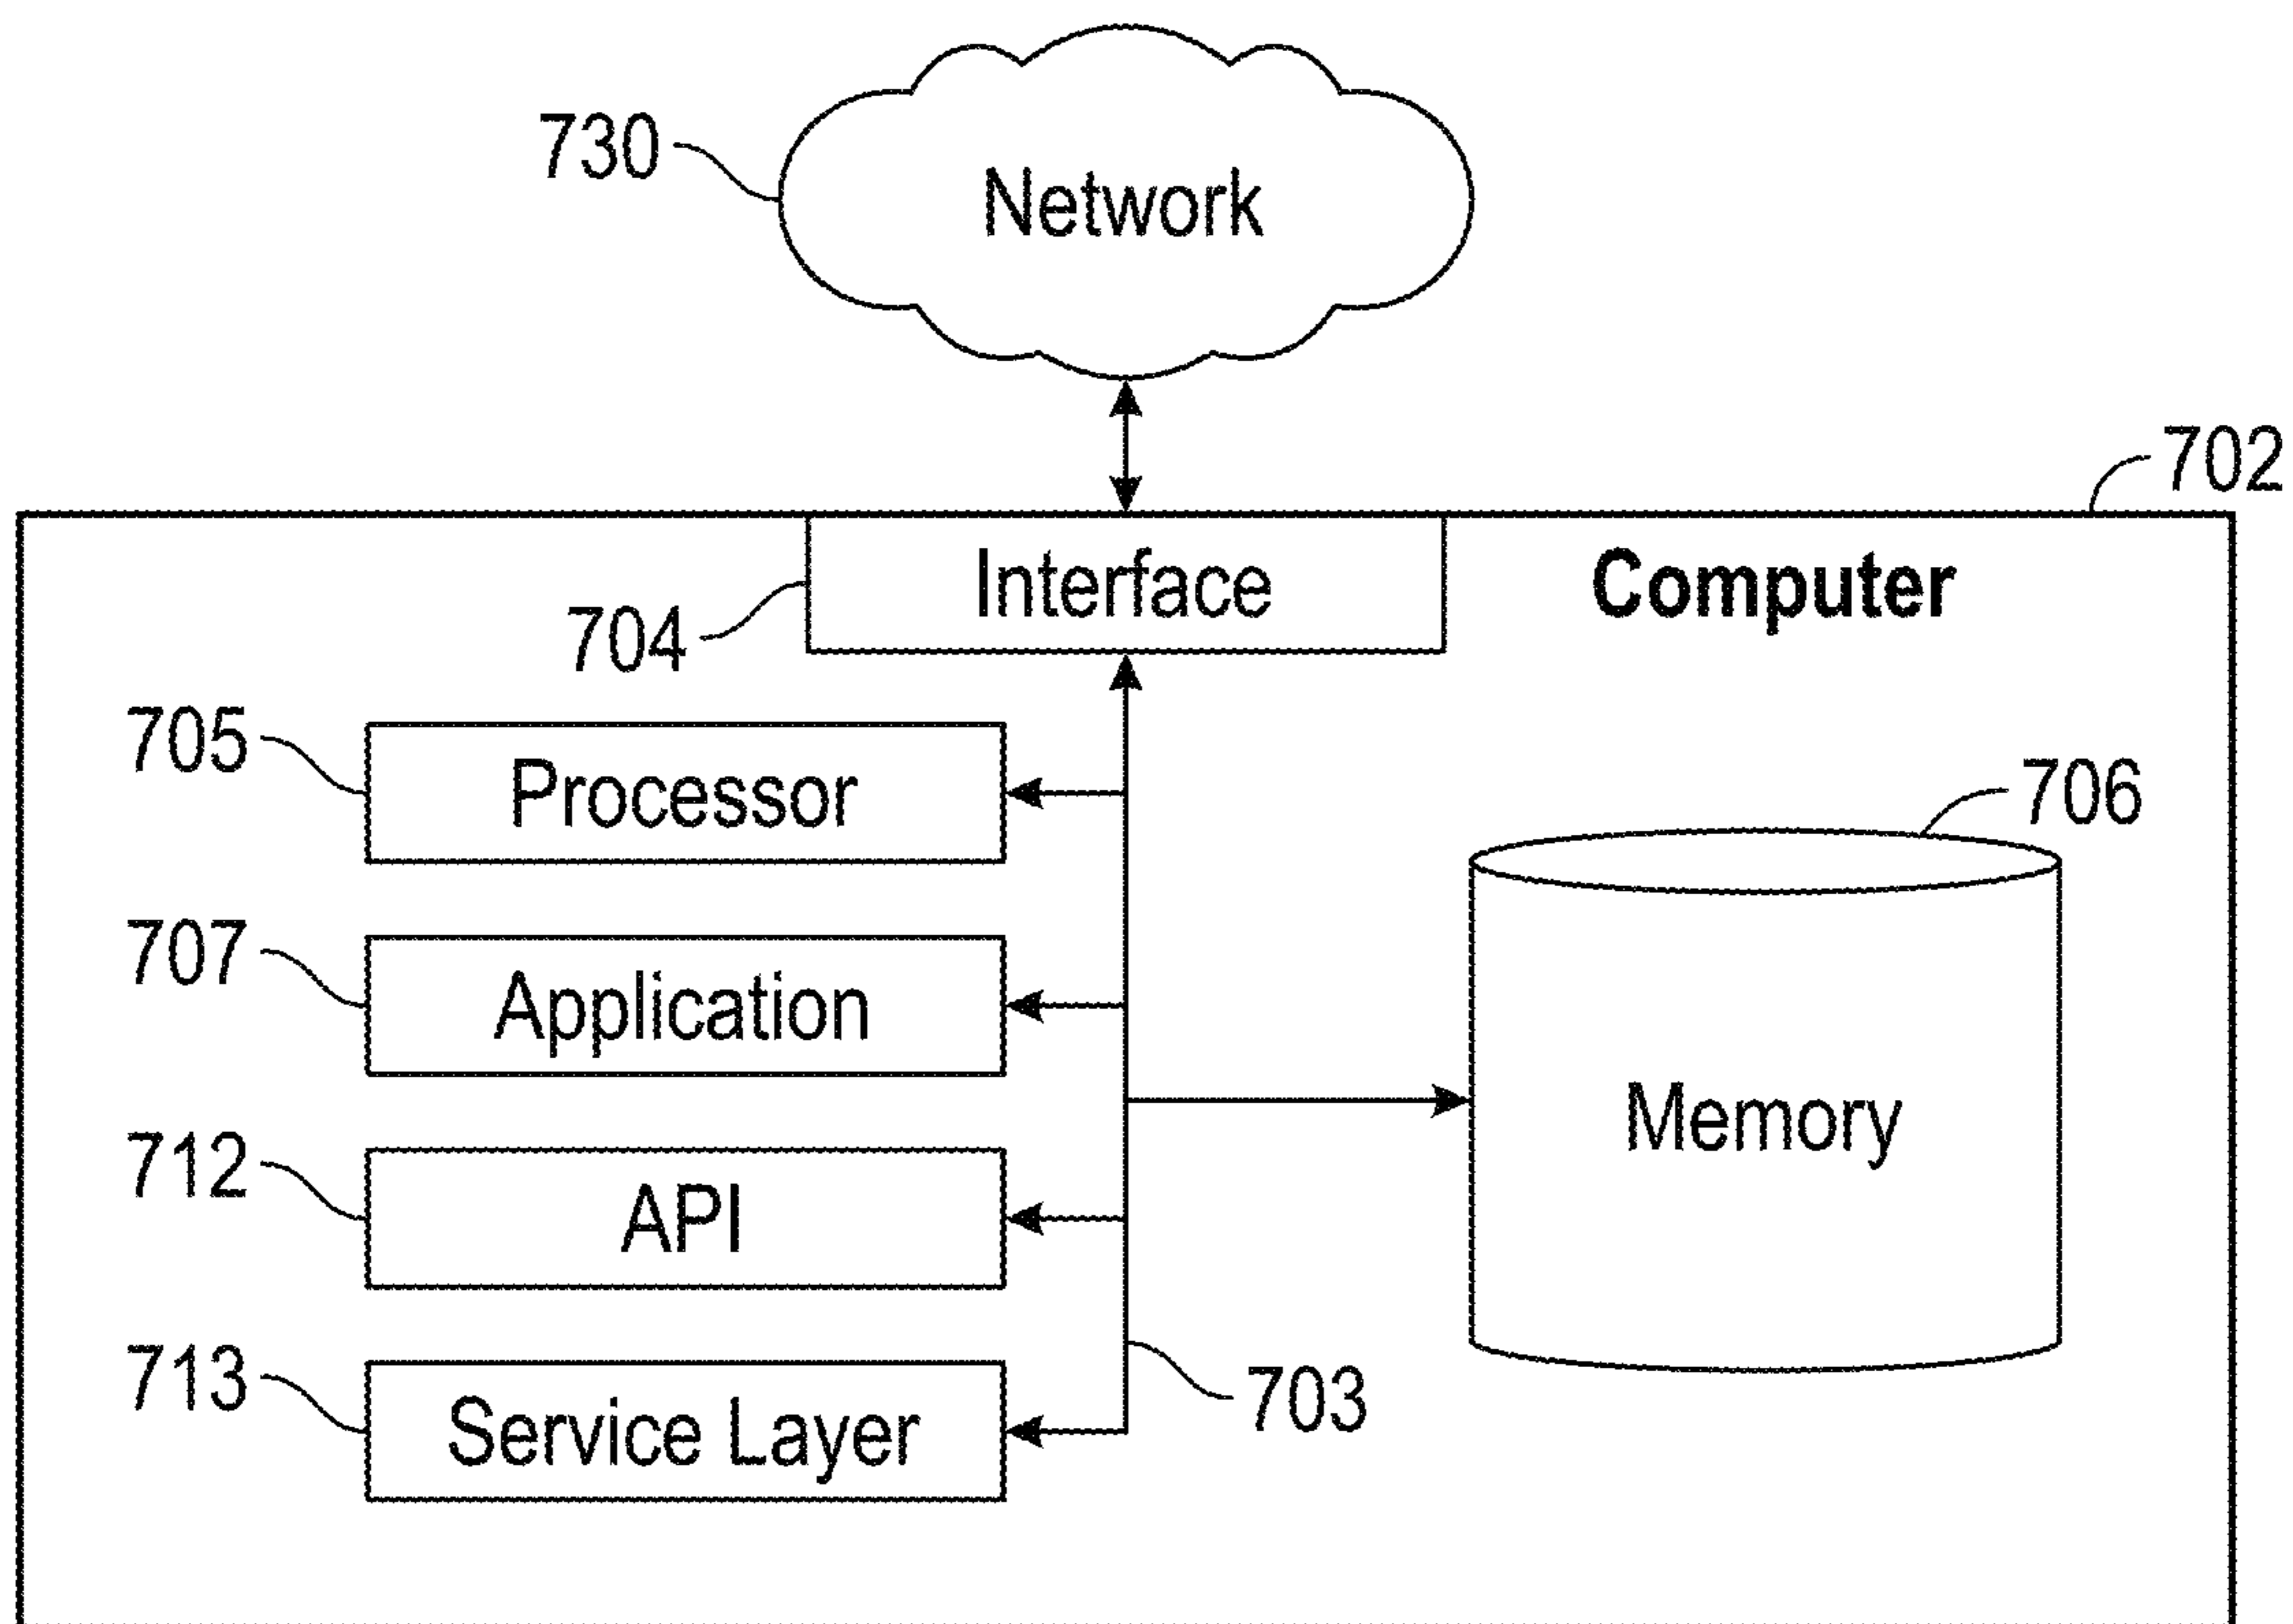 730
Network
702
Interface
Computer
704
705
Processor
706
707
Application
Memory
712
API
713
Service Layer
703